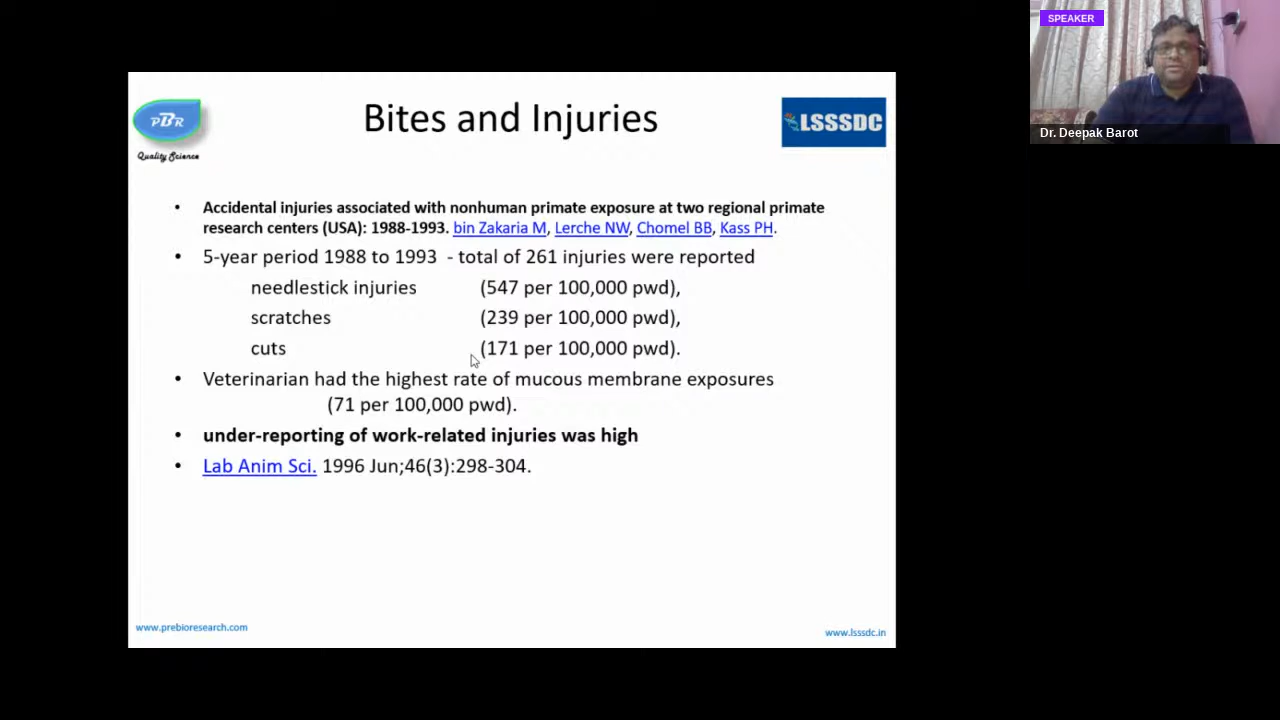 SPEAKER
Dr. Deepak Barot
PBR
Quality Science
Bites and Injuries
LSSSDC
• Accidental injuries associated with nonhuman primate exposure at two regional primate
research centers (USA): 1988-1993. bin Zakaria M, Lerche NW, Chomel BB, Kass PH.
• 5-year period 1988 to 1993 - total of 261 injuries were reported
needlestick injuries (547 per 100,000 pwd),
scratches (239 per 100,000 pwd),
cuts (171 per 100,000 pwd).
• Veterinarian had the highest rate of mucous membrane exposures
(71 per 100,000 pwd).
• under-reporting of work-related injuries was high
• Lab Anim Sci. 1996 Jun;46(3):298-304.
www.prebioresearch.com
www.lsssdc.in